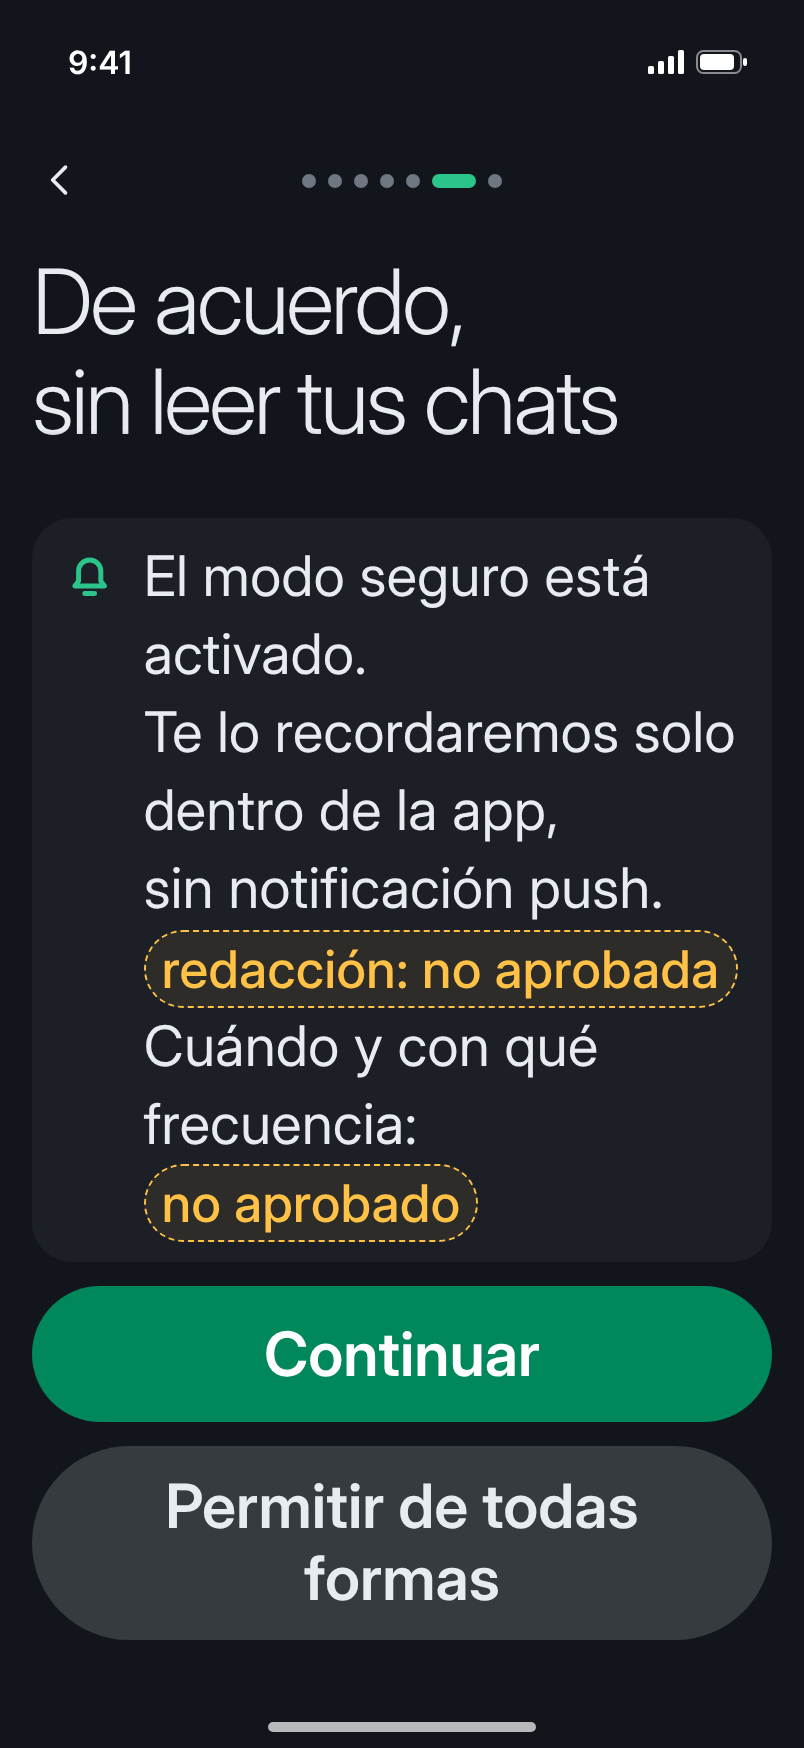 9:41
De acuerdo,
sin leer tus chats
El modo seguro está
activado.
Te lo recordaremos solo
dentro de la app,
sin notificación push.
redacción: no aprobada
Cuándo y con qué
frecuencia:
no aprobado
Continuar
Permitir de todas
formas